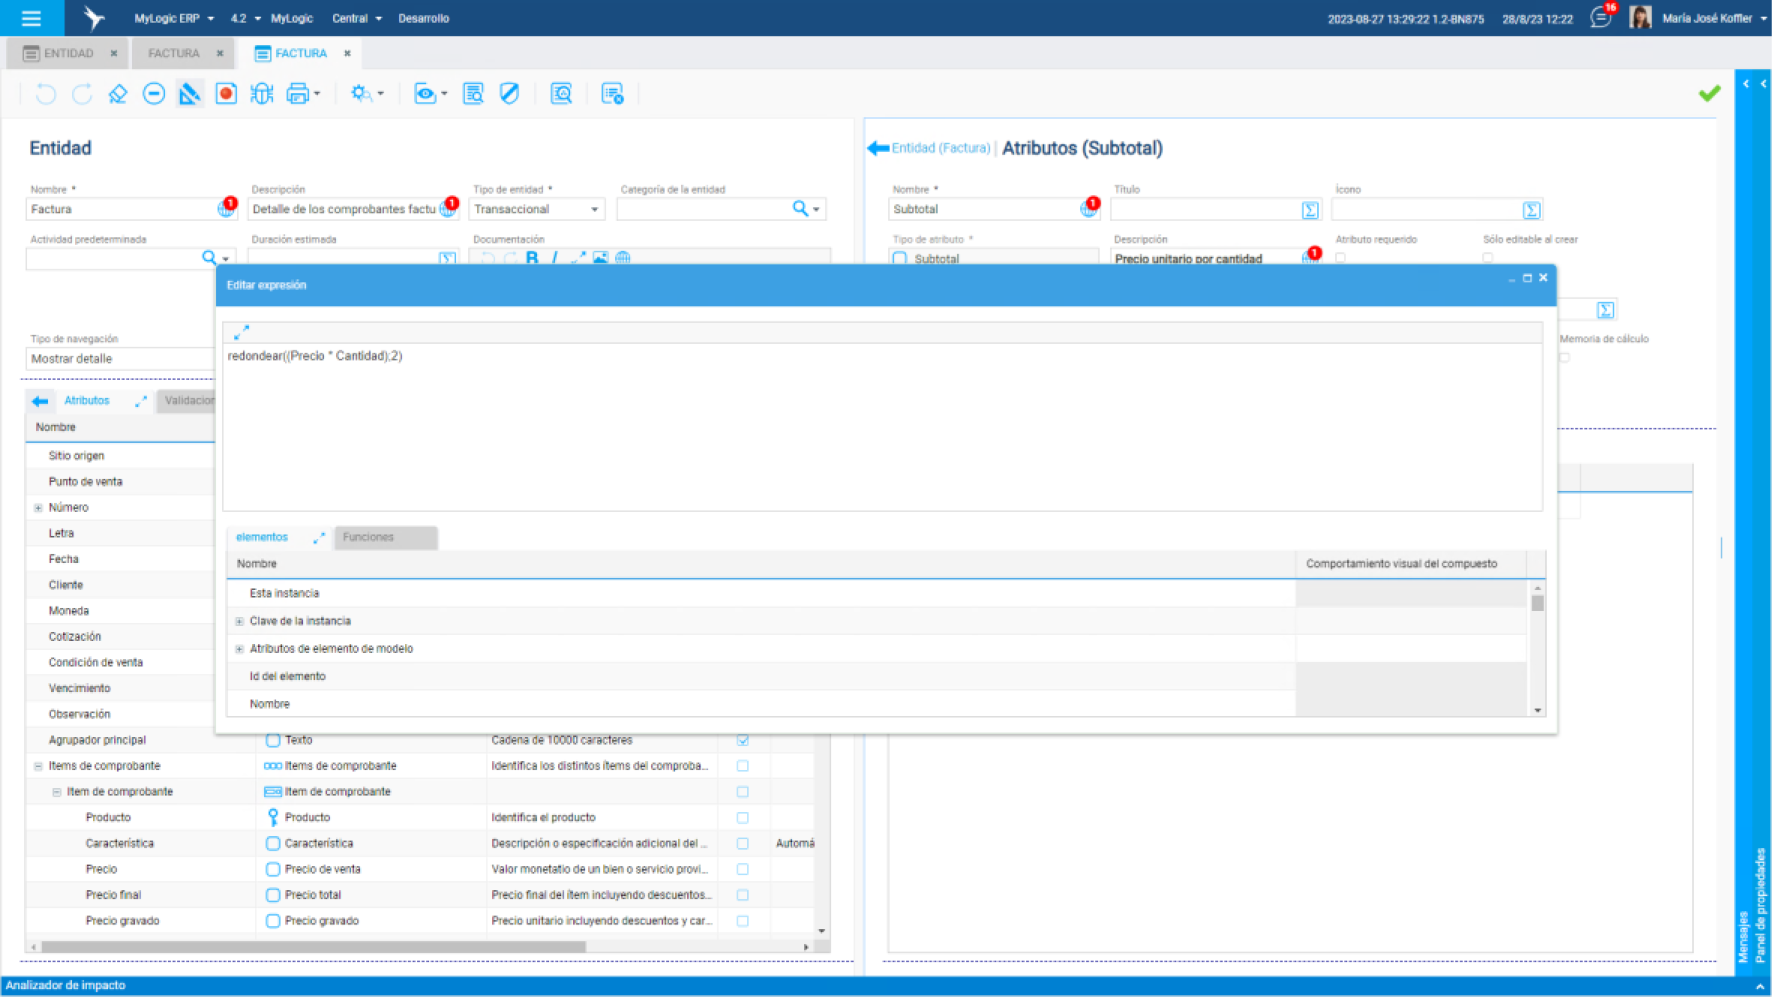 MyLogic ERP 4.2 MyLogic Central Desarrollo 2023-08-27 13:29:22 1.2-BN875 28/8/23 12:22 16 María José Koffler
ENTIDAD × FACTURA × FACTURA ×
Entidad
Entidad (Factura) | Atributos (Subtotal)
Nombre * Descripción Tipo de entidad * Categoría de la entidad
Factura 1 Detalle de los comprobantes factu 1 Transaccional
Actividad predeterminada Duración estimada Documentación
B I
Nombre * Título Ícono
Subtotal 1
Tipo de atributo * Descripción Atributo requerido Sólo editable al crear
Subtotal Precio unitario por cantidad 1
Editar expresión
redondear((Precio * Cantidad);2)
Memoria de cálculo
Tipo de navegación
Mostrar detalle
Atributos Validacion
Nombre
Sitio origen
Punto de venta
Número
Letra
Fecha
Cliente
Moneda
Cotización
Condición de venta
Vencimiento
Observación
elementos Funciones
Nombre Comportamiento visual del compuesto
Esta instancia
Clave de la instancia
Atributos de elemento de modelo
Id del elemento
Nombre
Agrupador principal Texto Cadena de 10000 caracteres
Items de comprobante Items de comprobante Identifica los distintos ítems del comproba...
Item de comprobante Item de comprobante
Producto Producto Identifica el producto
Característica Característica Descripción o especificación adicional del ... Automá
Precio Precio de venta Valor monetatio de un bien o servicio provi...
Precio final Precio total Precio final del ítem incluyendo descuentos...
Precio gravado Precio gravado Precio unitario incluyendo descuentos y car...
Mensajes
Panel de propiedades
Analizador de impacto